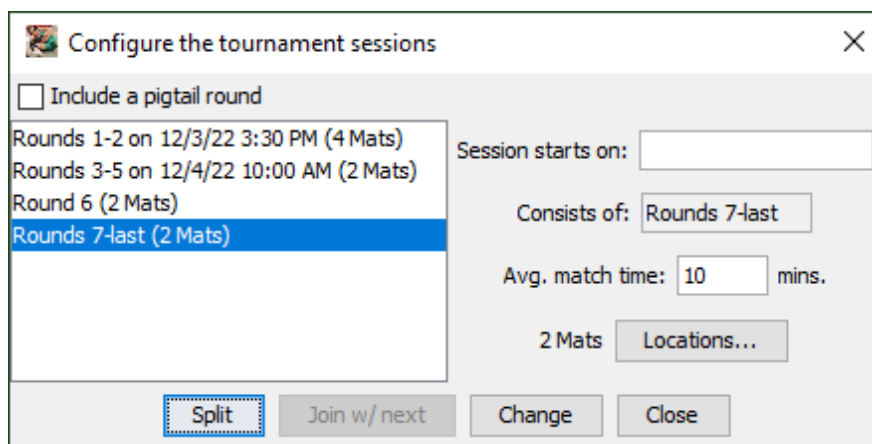 Configure the tournament sessions
Include a pigtail round
Rounds 1-2 on 12/3/22 3:30 PM (4 Mats)
Rounds 3-5 on 12/4/22 10:00 AM (2 Mats)
Round 6 (2 Mats)
Rounds 7-last (2 Mats)
Session starts on:
Consists of: Rounds 7-last
Avg. match time: 10 mins.
2 Mats Locations...
Split Join w/ next Change Close